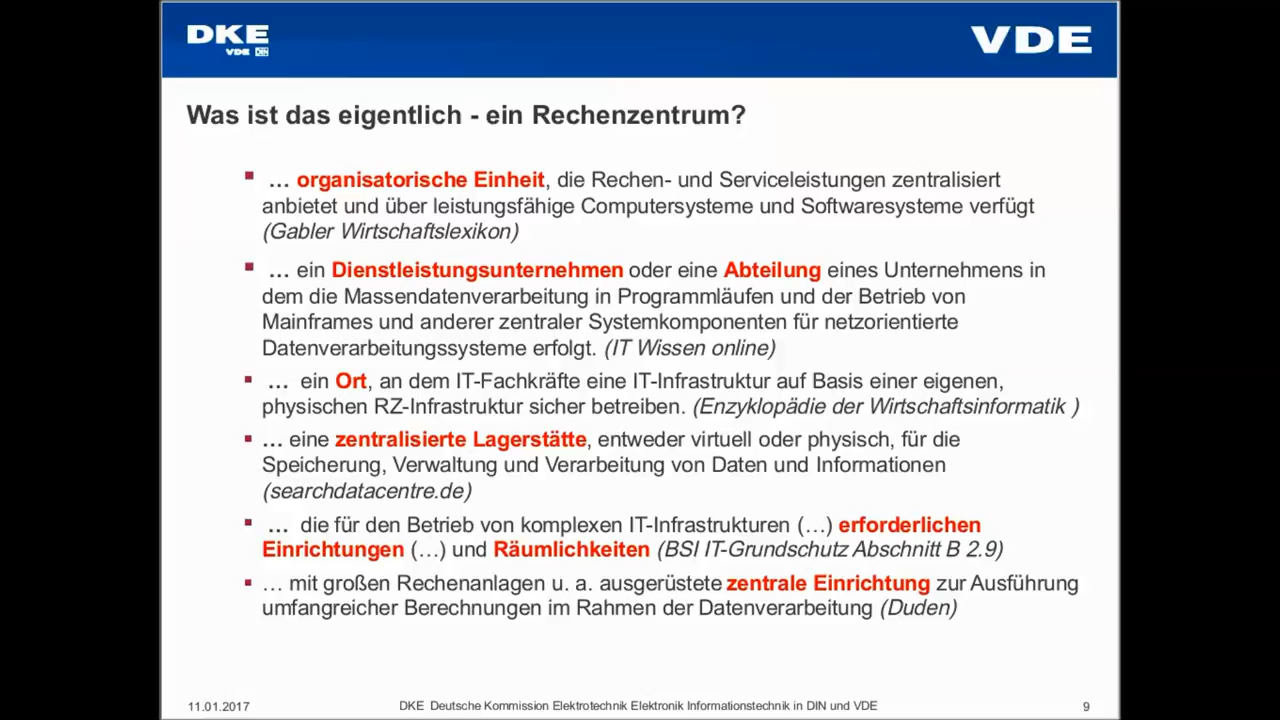 DKE
VDE DIN
VDE
Was ist das eigentlich - ein Rechenzentrum?
… organisatorische Einheit, die Rechen- und Serviceleistungen zentralisiert
anbietet und über leistungsfähige Computersysteme und Softwaresysteme verfügt
(Gabler Wirtschaftslexikon)
… ein Dienstleistungsunternehmen oder eine Abteilung eines Unternehmens in
dem die Massendatenverarbeitung in Programmläufen und der Betrieb von
Mainframes und anderer zentraler Systemkomponenten für netzorientierte
Datenverarbeitungssysteme erfolgt. (IT Wissen online)
… ein Ort, an dem IT-Fachkräfte eine IT-Infrastruktur auf Basis einer eigenen,
physischen RZ-Infrastruktur sicher betreiben. (Enzyklopädie der Wirtschaftsinformatik )
… eine zentralisierte Lagerstätte, entweder virtuell oder physisch, für die
Speicherung, Verwaltung und Verarbeitung von Daten und Informationen
(searchdatacentre.de)
… die für den Betrieb von komplexen IT-Infrastrukturen (…) erforderlichen
Einrichtungen (…) und Räumlichkeiten (BSI IT-Grundschutz Abschnitt B 2.9)
… mit großen Rechenanlagen u. a. ausgerüstete zentrale Einrichtung zur Ausführung
umfangreicher Berechnungen im Rahmen der Datenverarbeitung (Duden)
11.01.2017
DKE Deutsche Kommission Elektrotechnik Elektronik Informationstechnik in DIN und VDE
9